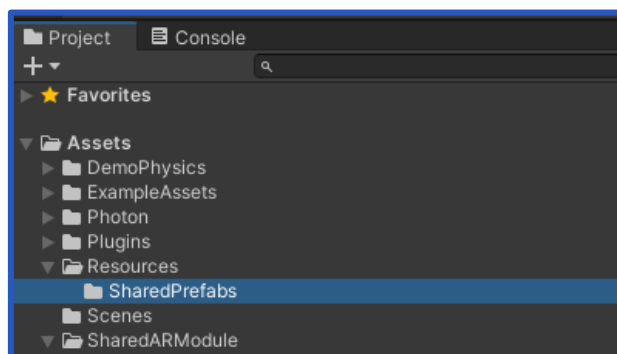 Project Console
Favorites
Assets
DemoPhysics
ExampleAssets
Photon
Plugins
Resources
SharedPrefabs
Scenes
SharedARModule